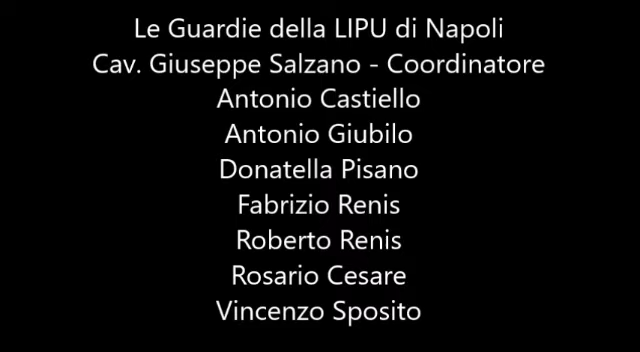 Le Guardie della LIPU di Napoli
Cav. Giuseppe Salzano - Coordinatore
Antonio Castiello
Antonio Giubilo
Donatella Pisano
Fabrizio Renis
Roberto Renis
Rosario Cesare
Vincenzo Sposito